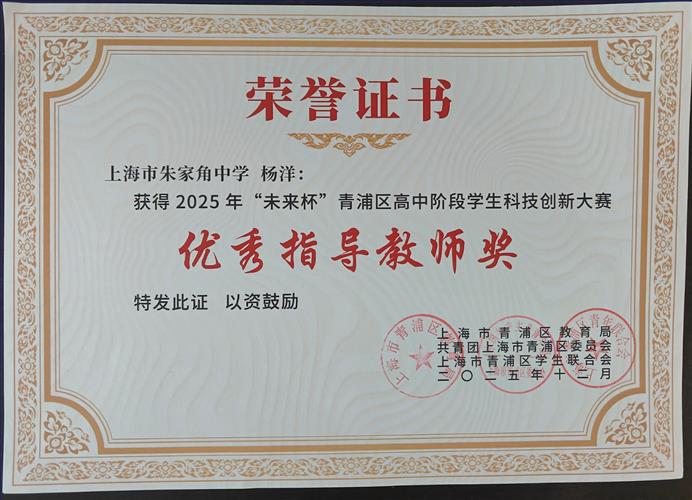 荣誉证书
上海市朱家角中学 杨洋：
获得 2025 年“未来杯”青浦区高中阶段学生科技创新大赛
优秀指导教师奖
特发此证 以资鼓励
上海市青浦区教育局
共青团上海市青浦区委员会
上海市青浦区学生联合会
二〇二五年十二月